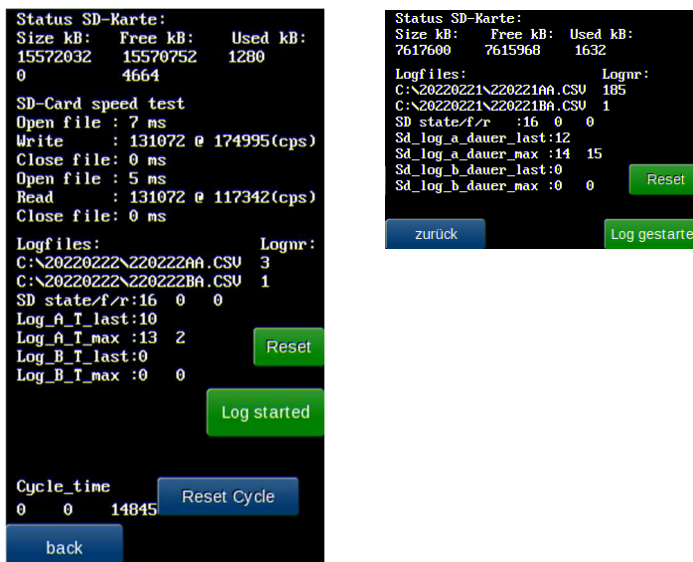 Status SD-Karte:
Size kB: Free kB: Used kB:
15572032 15570752 1280
0 4664
SD-Card speed test
Open file : 7 ms
Write : 131072 @ 174995(cps)
Close file: 0 ms
Open file : 5 ms
Read : 131072 @ 117342(cps)
Close file: 0 ms
Logfiles: Lognr:
C:\20220222\220222AA.CSV 3
C:\20220222\220222BA.CSV 1
SD state/f/r:16 0 0
Log_A_T_last:10
Log_A_T_max :13 2
Log_B_T_last:0
Log_B_T_max :0 0
Reset
Log started
Cycle_time
0 0 14845
Reset Cycle
back
Status SD-Karte:
Size kB: Free kB: Used kB:
7617600 7615968 1632
Logfiles: Lognr:
C:\20220221\220221AA.CSV 185
C:\20220221\220221BA.CSV 1
SD state/f/r :16 0 0
Sd_log_a_dauer_last:12
Sd_log_a_dauer_max :14 15
Sd_log_b_dauer_last:0
Sd_log_b_dauer_max :0 0
Reset
zurück
Log gestarte